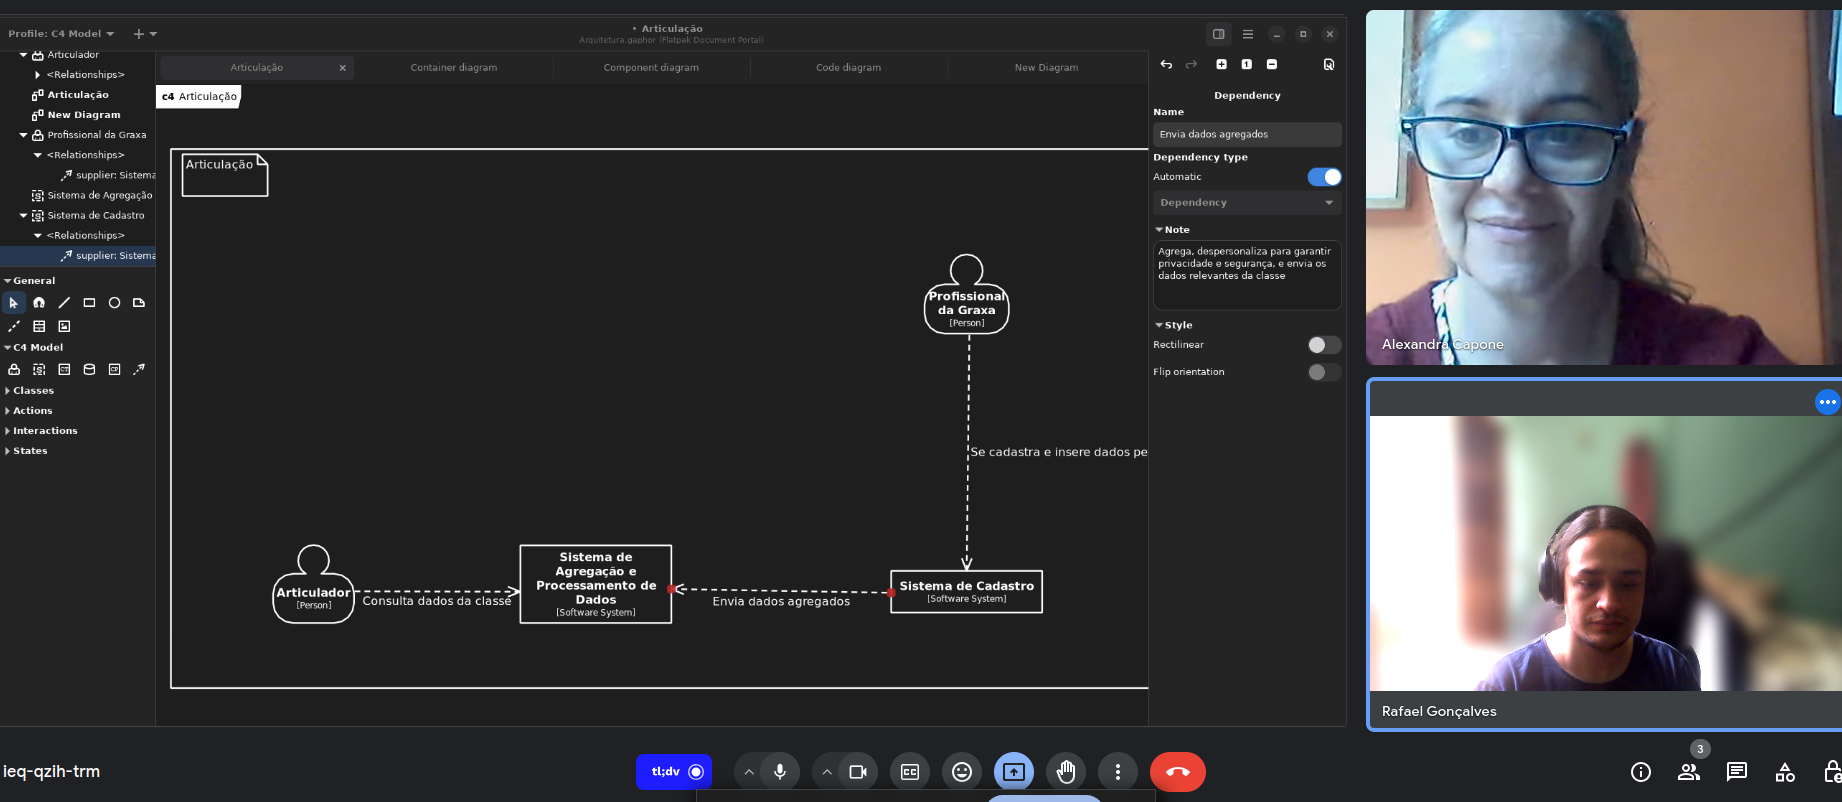 Profile: C4 Model
• Articulação
Arquitetura.gaphor (Flatpak Document Portal)
Articulador
<Relationships>
Articulação
New Diagram
Profissional da Graxa
<Relationships>
supplier: Sistema
Sistema de Agregação
Sistema de Cadastro
<Relationships>
supplier: Sistema
General
C4 Model
Classes
Actions
Interactions
States
Articulação
Container diagram
Component diagram
Code diagram
New Diagram
c4 Articulação
Articulação
Profissional
da Graxa
[Person]
Se cadastra e insere dados pe
Articulador
[Person]
Consulta dados da classe
Sistema de
Agregação e
Processamento de
Dados
[Software System]
Envia dados agregados
Sistema de Cadastro
[Software System]
Dependency
Name
Envia dados agregados
Dependency type
Automatic
Dependency
Note
Agrega, despersonaliza para garantir
privacidade e segurança, e envia os
dados relevantes da classe
Style
Rectilinear
Flip orientation
Alexandra Capone
Rafael Gonçalves
ieq-qzih-trm
tl;dv
CC
3